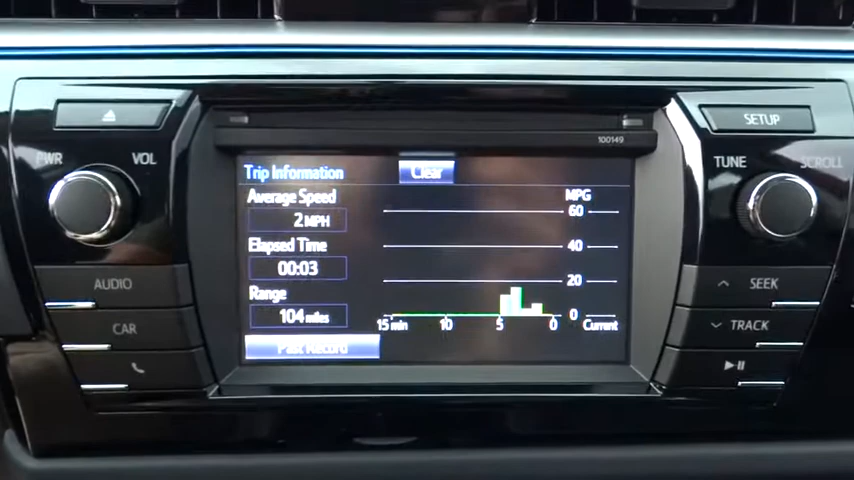 SETUP
100149
PWR VOL
TUNE SCROLL
Trip Information Clear
Average Speed MPG
2 MPH 60
Elapsed Time 40
00:03
Range 20
104 miles 0
15 min 10 5 0 Current
Past Record
AUDIO
CAR
SEEK
TRACK